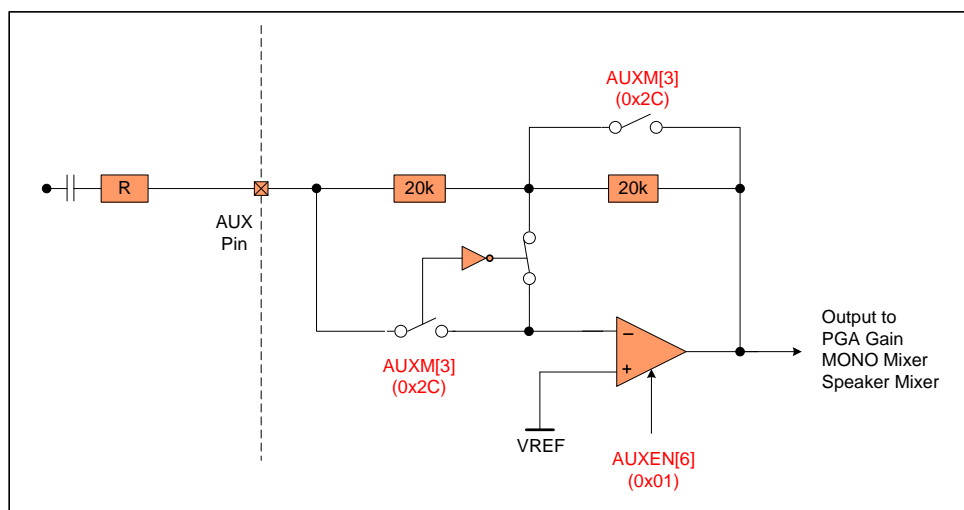 AUXM[3]
(0x2C)
R
20k
20k
AUX
Pin
AUXM[3]
(0x2C)
−
+
VREF
AUXEN[6]
(0x01)
Output to
PGA Gain
MONO Mixer
Speaker Mixer